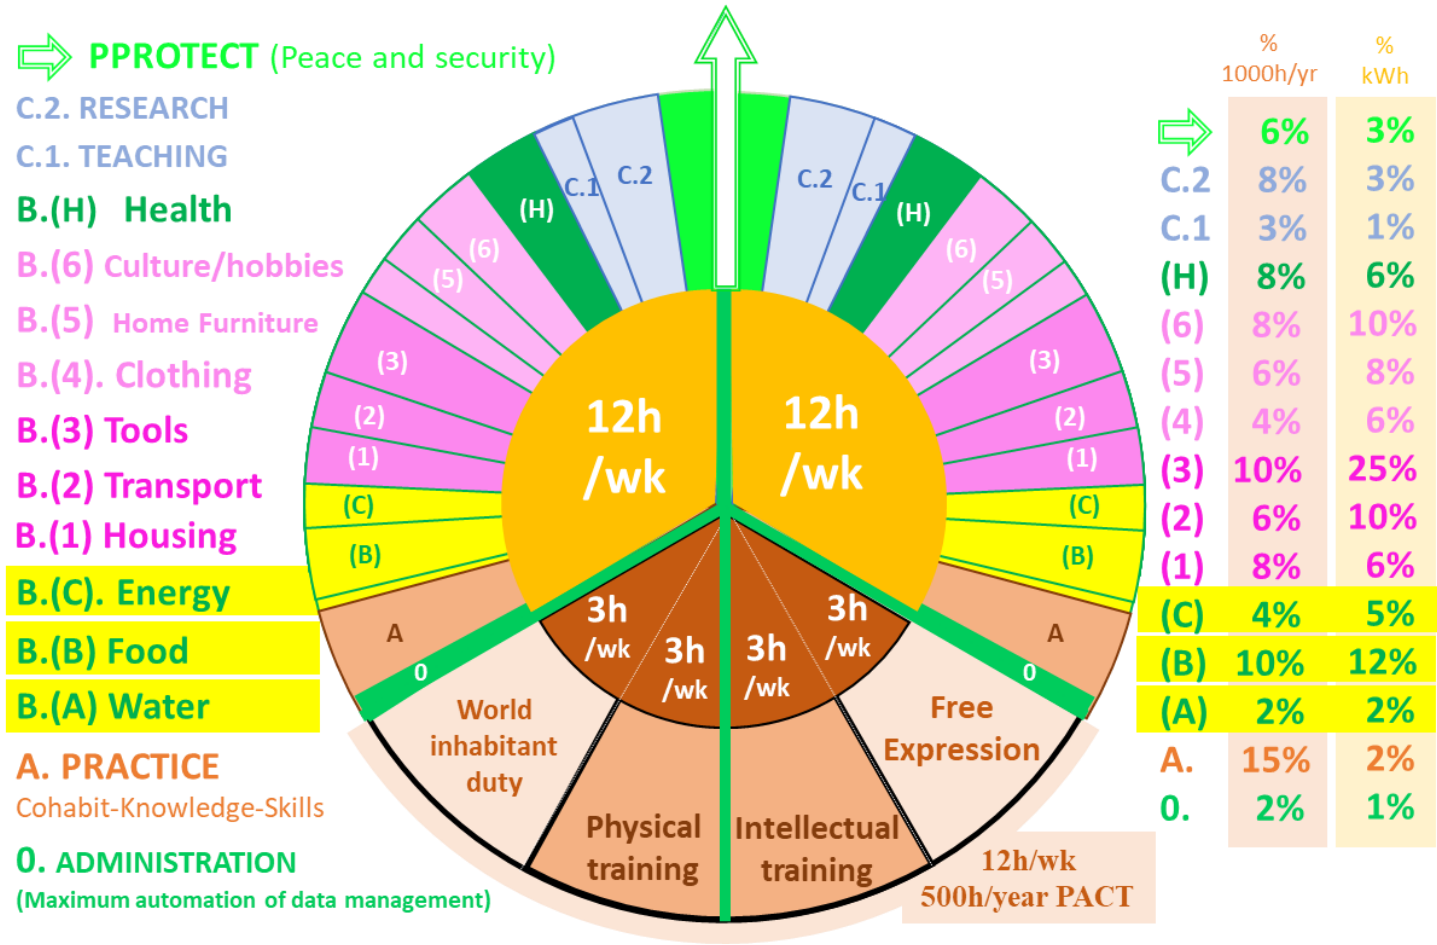 PPROTECT (Peace and security)
C.2. RESEARCH
C.1. TEACHING
B.(H) Health
B.(6) Culture/hobbies
B.(5) Home Furniture
B.(4). Clothing
B.(3) Tools
B.(2) Transport
B.(1) Housing
B.(C). Energy
B.(B) Food
B.(A) Water
A. PRACTICE
Cohabit-Knowledge-Skills
0. ADMINISTRATION
(Maximum automation of data management)
C.1
C.2
(H)
(6)
(5)
(3)
(2)
(1)
(C)
(B)
A
0
C.2
C.1
(H)
(6)
(5)
(3)
(2)
(1)
(C)
(B)
A
0
12h
/wk
12h
/wk
3h
/wk
3h
/wk
3h
/wk
3h
/wk
World
inhabitant
duty
Physical
training
Intellectual
training
Free
Expression
12h/wk
500h/year PACT
% %
1000h/yr kWh
6% 3%
C.2 8% 3%
C.1 3% 1%
(H) 8% 6%
(6) 8% 10%
(5) 6% 8%
(4) 4% 6%
(3) 10% 25%
(2) 6% 10%
(1) 8% 6%
(C) 4% 5%
(B) 10% 12%
(A) 2% 2%
A. 15% 2%
0. 2% 1%